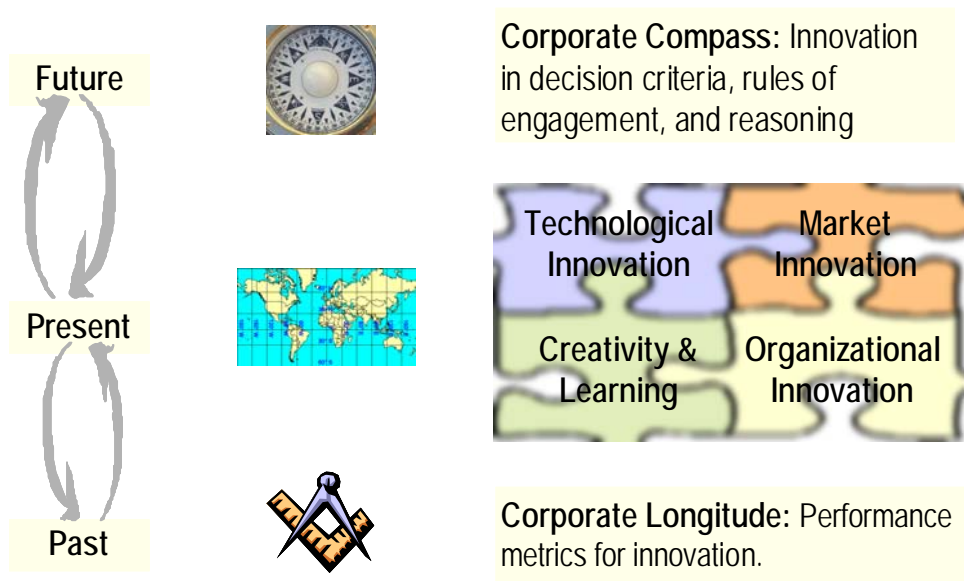 Future
Corporate Compass: Innovation
in decision criteria, rules of
engagement, and reasoning
Technological
Innovation
Market
Innovation
Present
Creativity &
Learning
Organizational
Innovation
Past
Corporate Longitude: Performance
metrics for innovation.